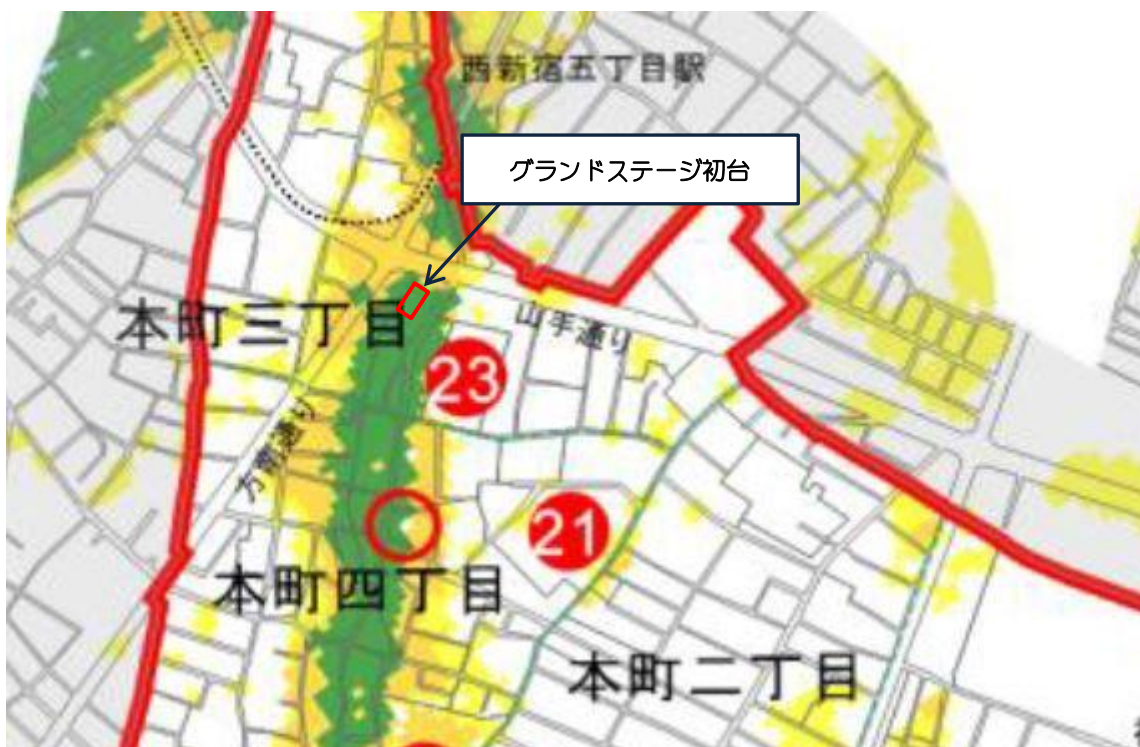 西新宿五丁目駅
グランドステージ初台
本町三丁目
山手通り
23
方南通り
21
本町四丁目
本町二丁目